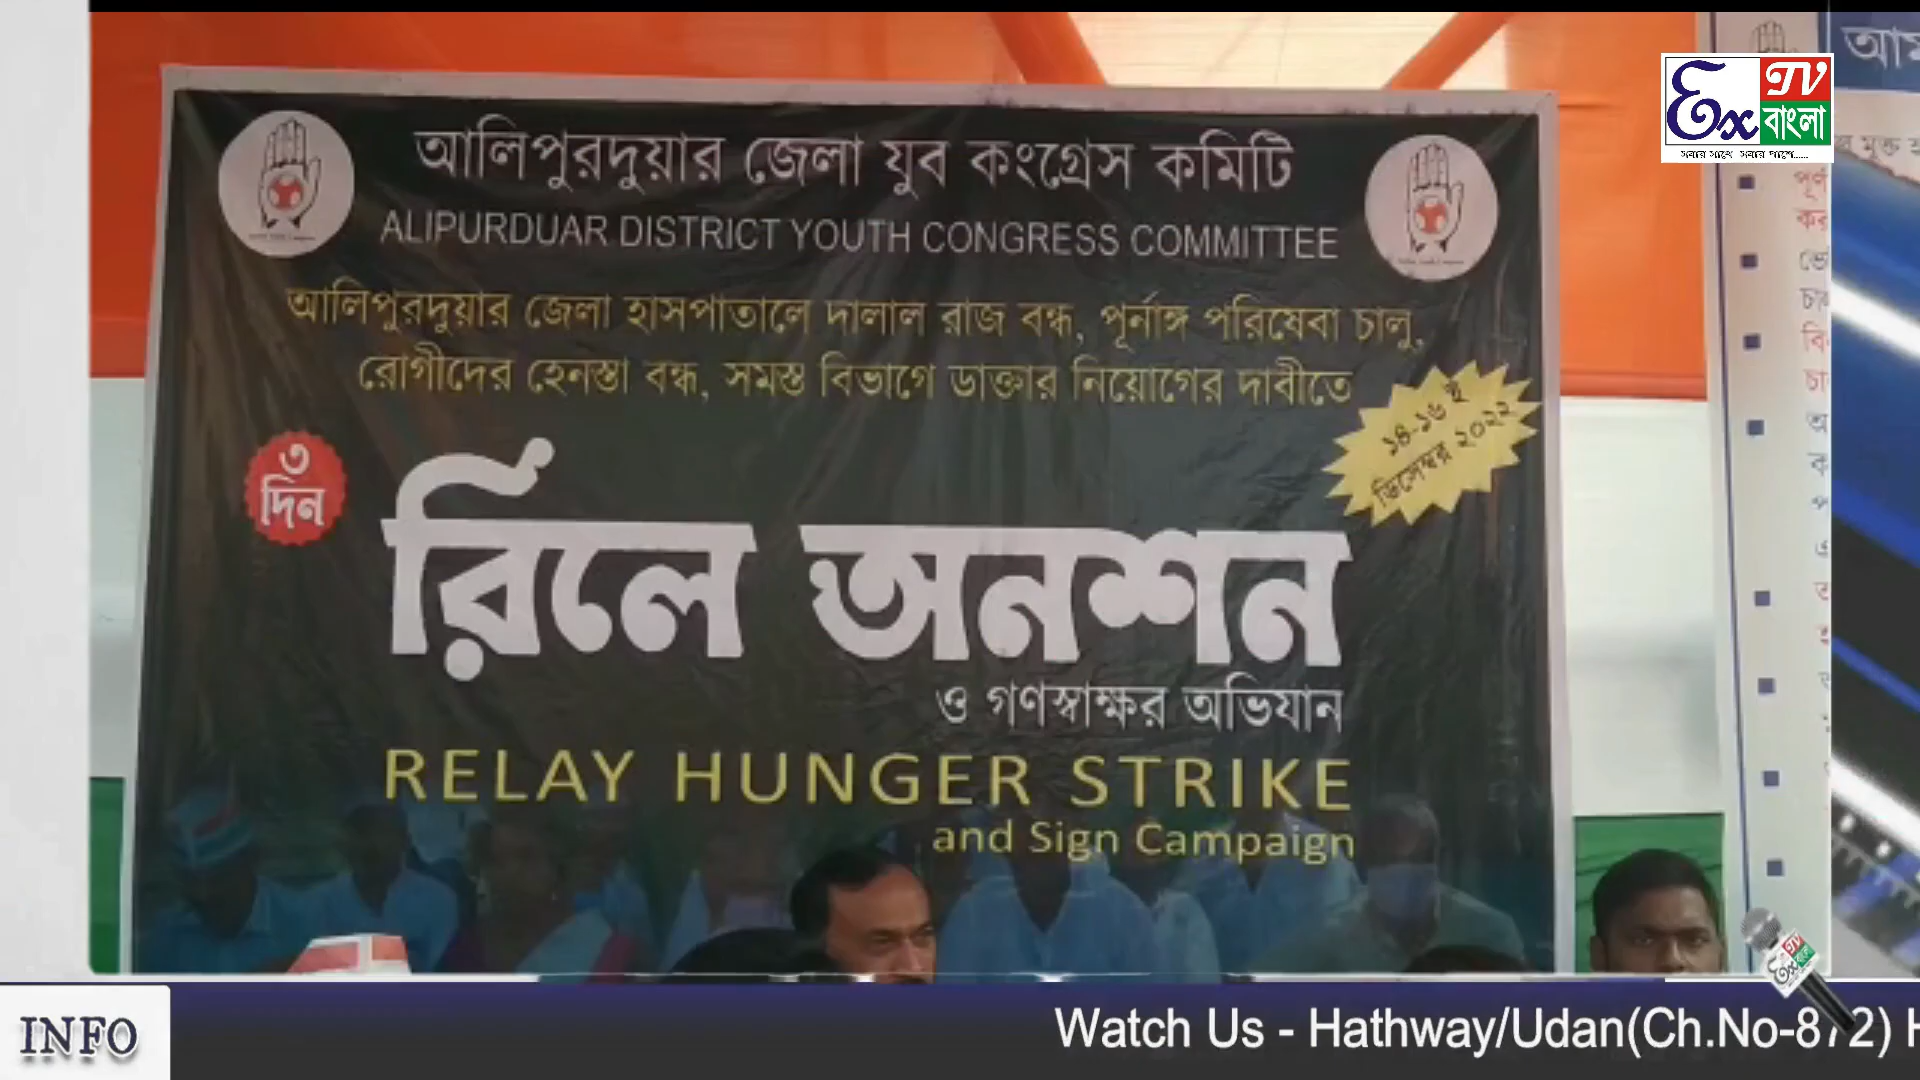 আলিপুরদুয়ার জেলা যুব কংগ্রেস কমিটি
ALIPURDUAR DISTRICT YOUTH CONGRESS COMMITTEE
আলিপুরদুয়ার জেলা হাসপাতালে দালাল রাজ বন্ধ, পূর্নাঙ্গ পরিষেবা চালু,
রোগীদের হেনস্তা বন্ধ, সমস্ত বিভাগে ডাক্তার নিয়োগের দাবীতে
১৪-১৬ ই
ডিসেম্বর ২০২২
৩
দিন
রিলে অনশন
ও গণস্বাক্ষর অভিযান
RELAY HUNGER STRIKE
and Sign Campaign
Ex TV
বাংলা
INFO
Watch Us - Hathway/Udan(Ch.No-872) H